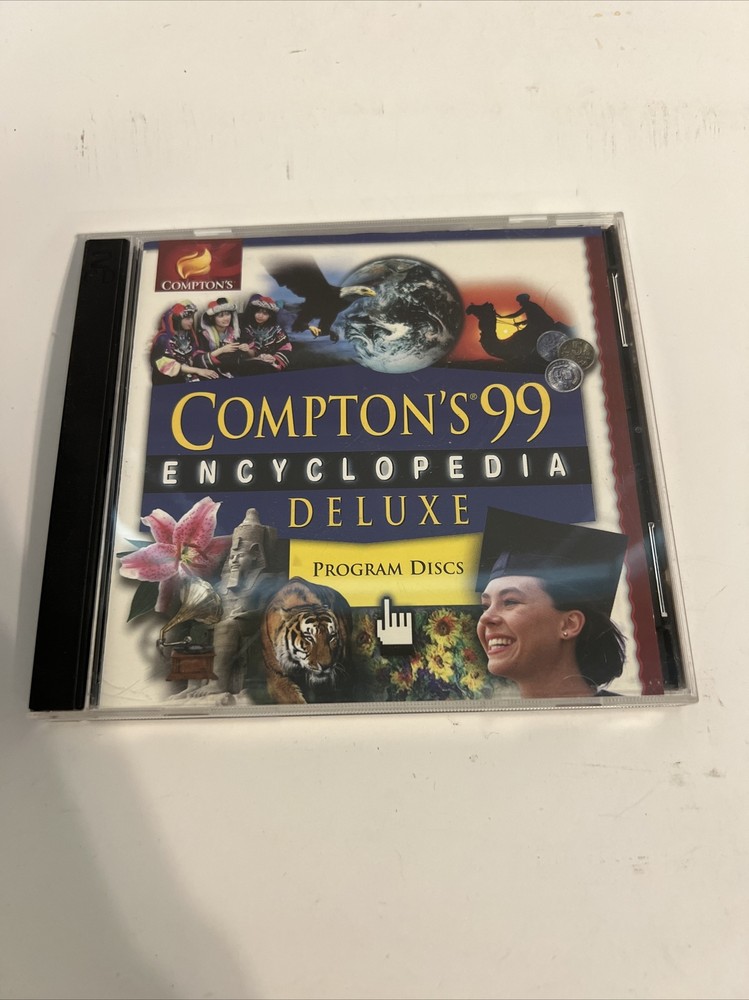 COMPTON'S
COMPTON'S® 99
ENCYCLOPEDIA
DELUXE
PROGRAM DISCS